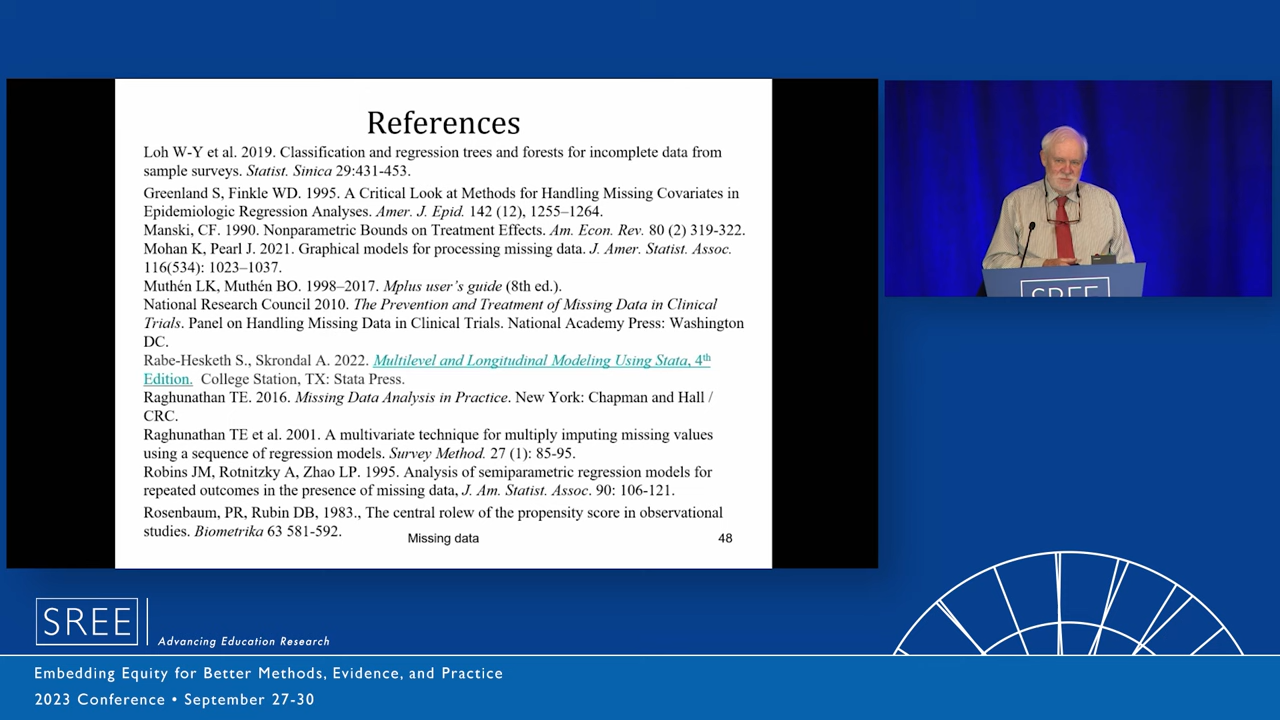 References
Loh W-Y et al. 2019. Classification and regression trees and forests for incomplete data from
sample surveys. Statist. Sinica 29:431-453.
Greenland S, Finkle WD. 1995. A Critical Look at Methods for Handling Missing Covariates in
Epidemiologic Regression Analyses. Amer. J. Epid. 142 (12), 1255–1264.
Manski, CF. 1990. Nonparametric Bounds on Treatment Effects. Am. Econ. Rev. 80 (2) 319-322.
Mohan K, Pearl J. 2021. Graphical models for processing missing data. J. Amer. Statist. Assoc.
116(534): 1023–1037.
Muthén LK, Muthén BO. 1998–2017. Mplus user's guide (8th ed.).
National Research Council 2010. The Prevention and Treatment of Missing Data in Clinical
Trials. Panel on Handling Missing Data in Clinical Trials. National Academy Press: Washington
DC.
Rabe-Hesketh S., Skrondal A. 2022. Multilevel and Longitudinal Modeling Using Stata, 4th
Edition. College Station, TX: Stata Press.
Raghunathan TE. 2016. Missing Data Analysis in Practice. New York: Chapman and Hall /
CRC.
Raghunathan TE et al. 2001. A multivariate technique for multiply imputing missing values
using a sequence of regression models. Survey Method. 27 (1): 85-95.
Robins JM, Rotnitzky A, Zhao LP. 1995. Analysis of semiparametric regression models for
repeated outcomes in the presence of missing data, J. Am. Statist. Assoc. 90: 106-121.
Rosenbaum, PR, Rubin DB, 1983., The central rolew of the propensity score in observational
studies. Biometrika 63 581-592.
Missing data 48
SREE
SREE
Advancing Education Research
Embedding Equity for Better Methods, Evidence, and Practice
2023 Conference • September 27-30